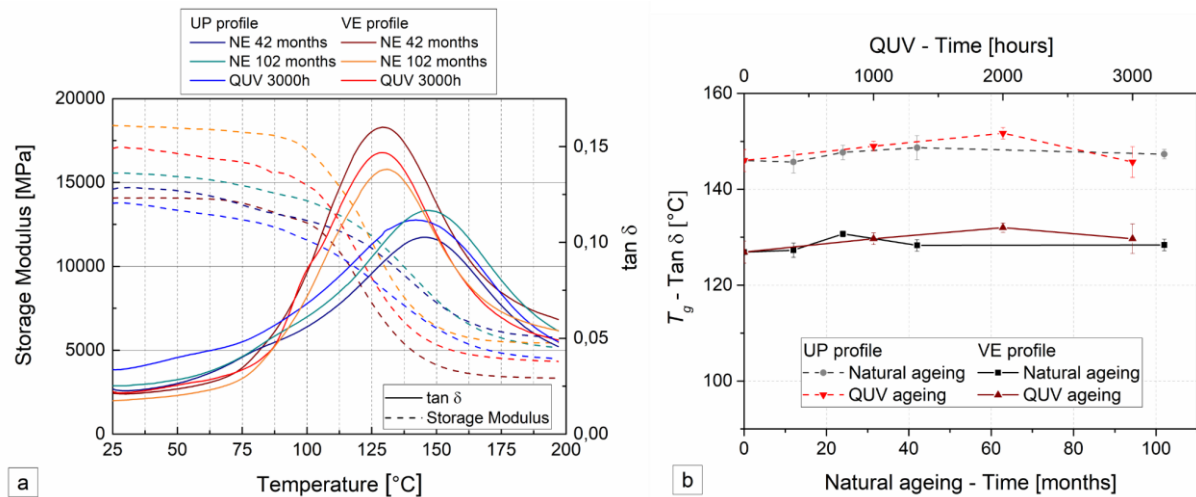 UP profile VE profile
NE 42 months NE 42 months
NE 102 months NE 102 months
QUV 3000h QUV 3000h
20000
17500
15000
10000
5000
0
Storage Modulus [MPa]
0,15
0,10
0,05
0,00
tan δ
tan δ
Storage Modulus
25 50 75 100 125 150 175 200
Temperature [°C]
a
QUV - Time [hours]
0 1000 2000 3000
160
140
120
100
Tg - Tan δ [°C]
UP profile VE profile
Natural ageing Natural ageing
QUV ageing QUV ageing
0 20 40 60 80 100
Natural ageing - Time [months]
b